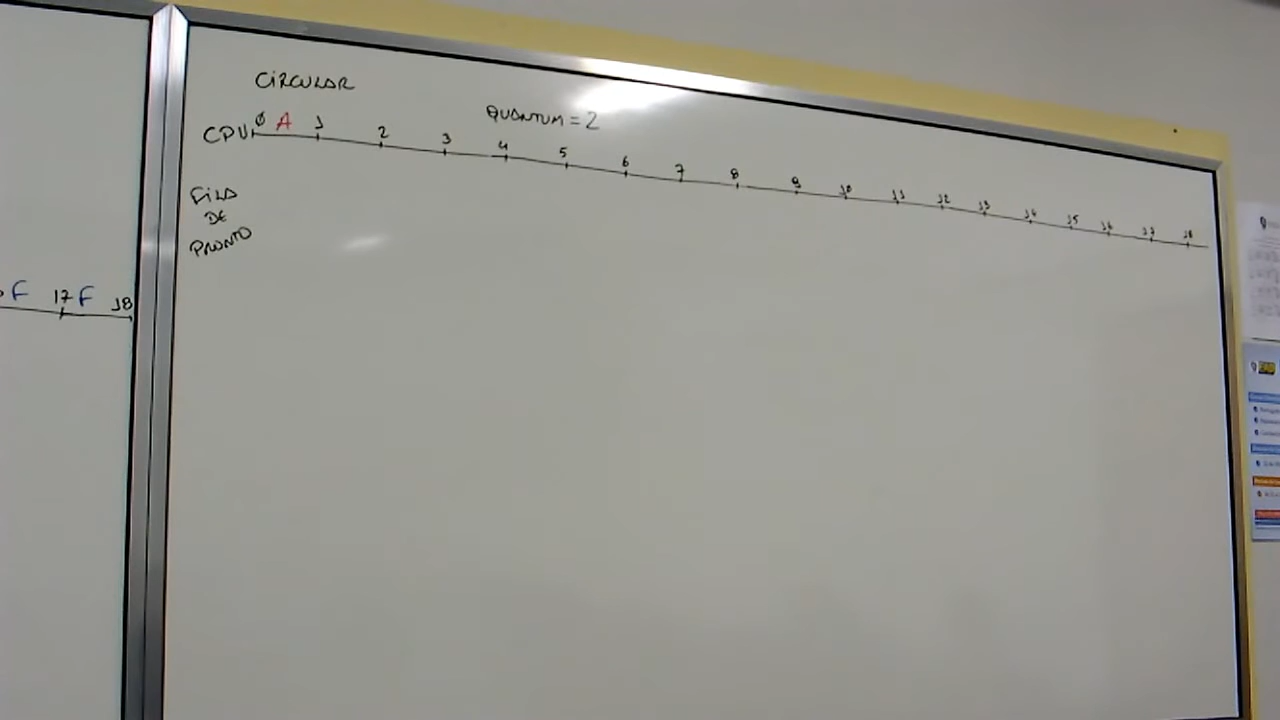 CIRCULAR
QUANTUM = 2
CPU 0 A 1 2 3 4 5 6 7 8 9 10 11 12 13 14 15 16 17 18
FILA
DE
PRONTO
F 17 F 18